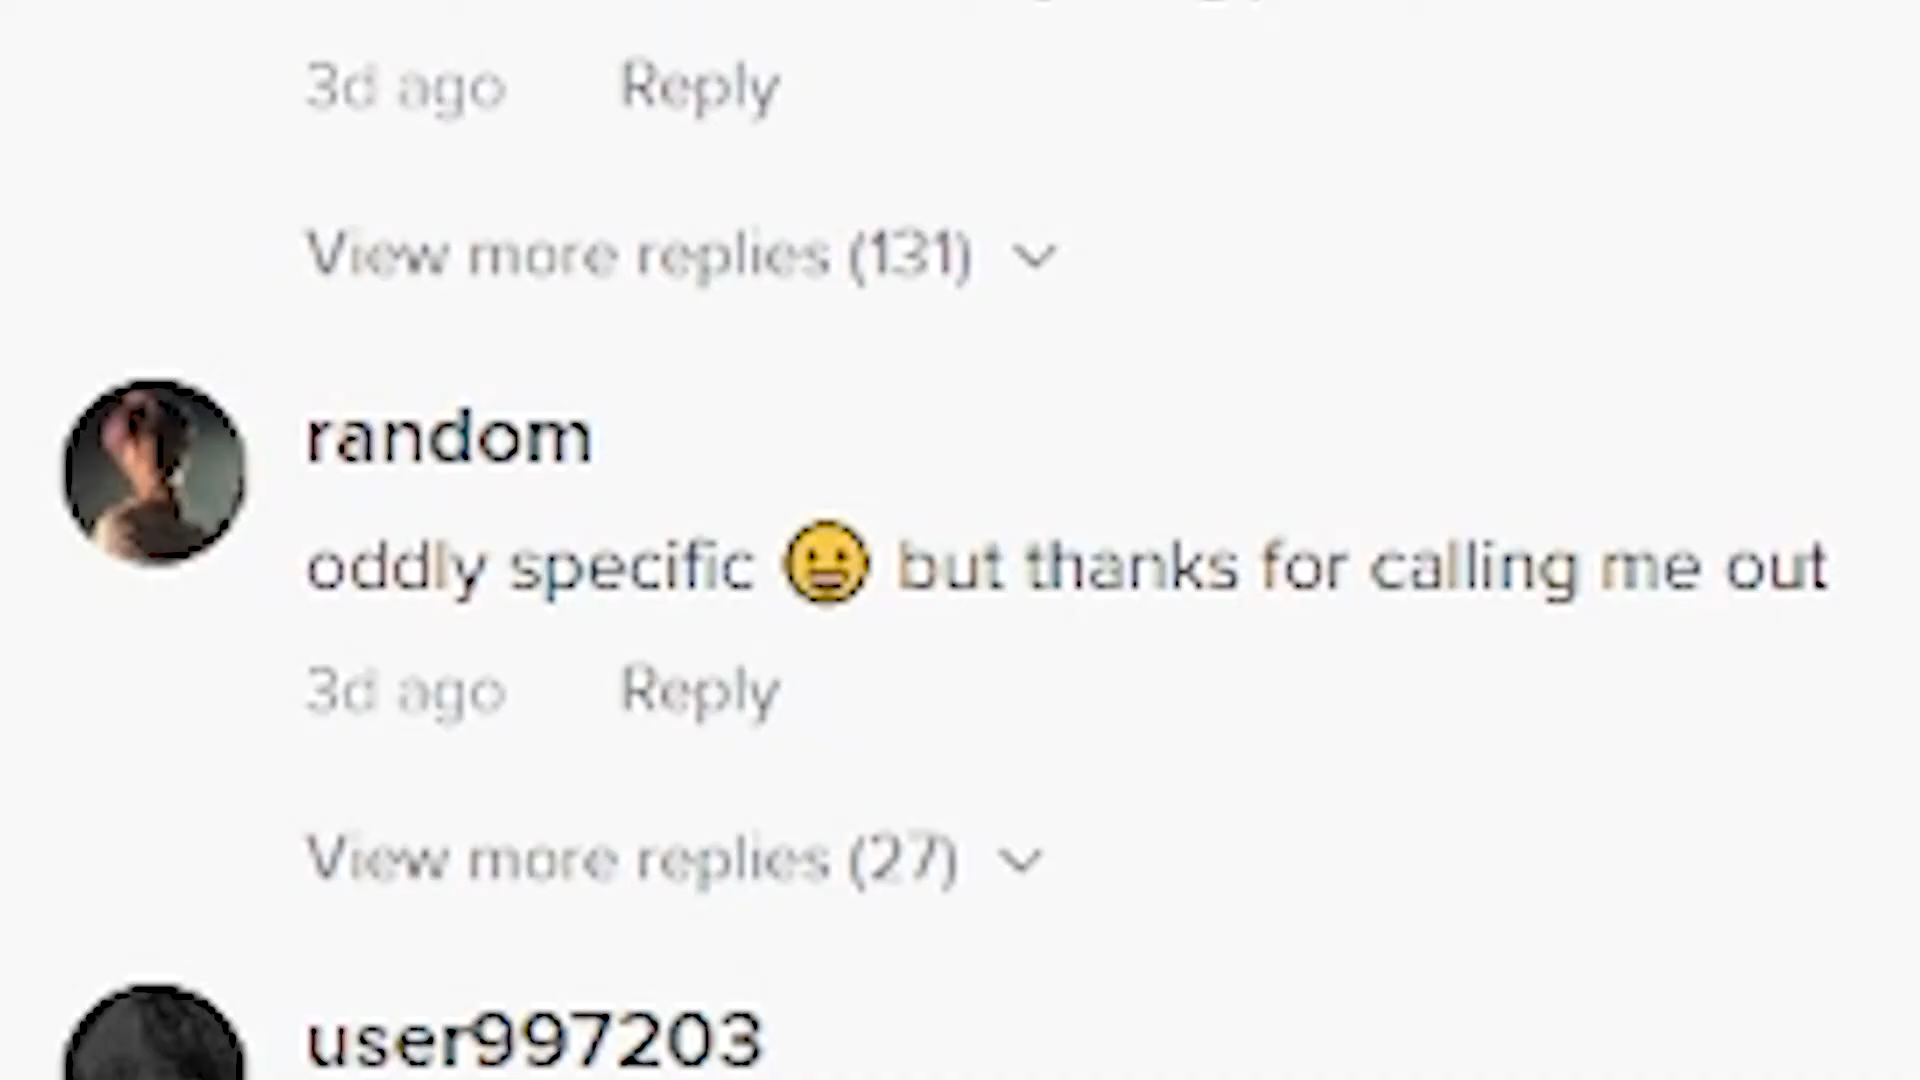 3d ago Reply
View more replies (131)
random
oddly specific 😀 but thanks for calling me out
3d ago Reply
View more replies (27)
user997203